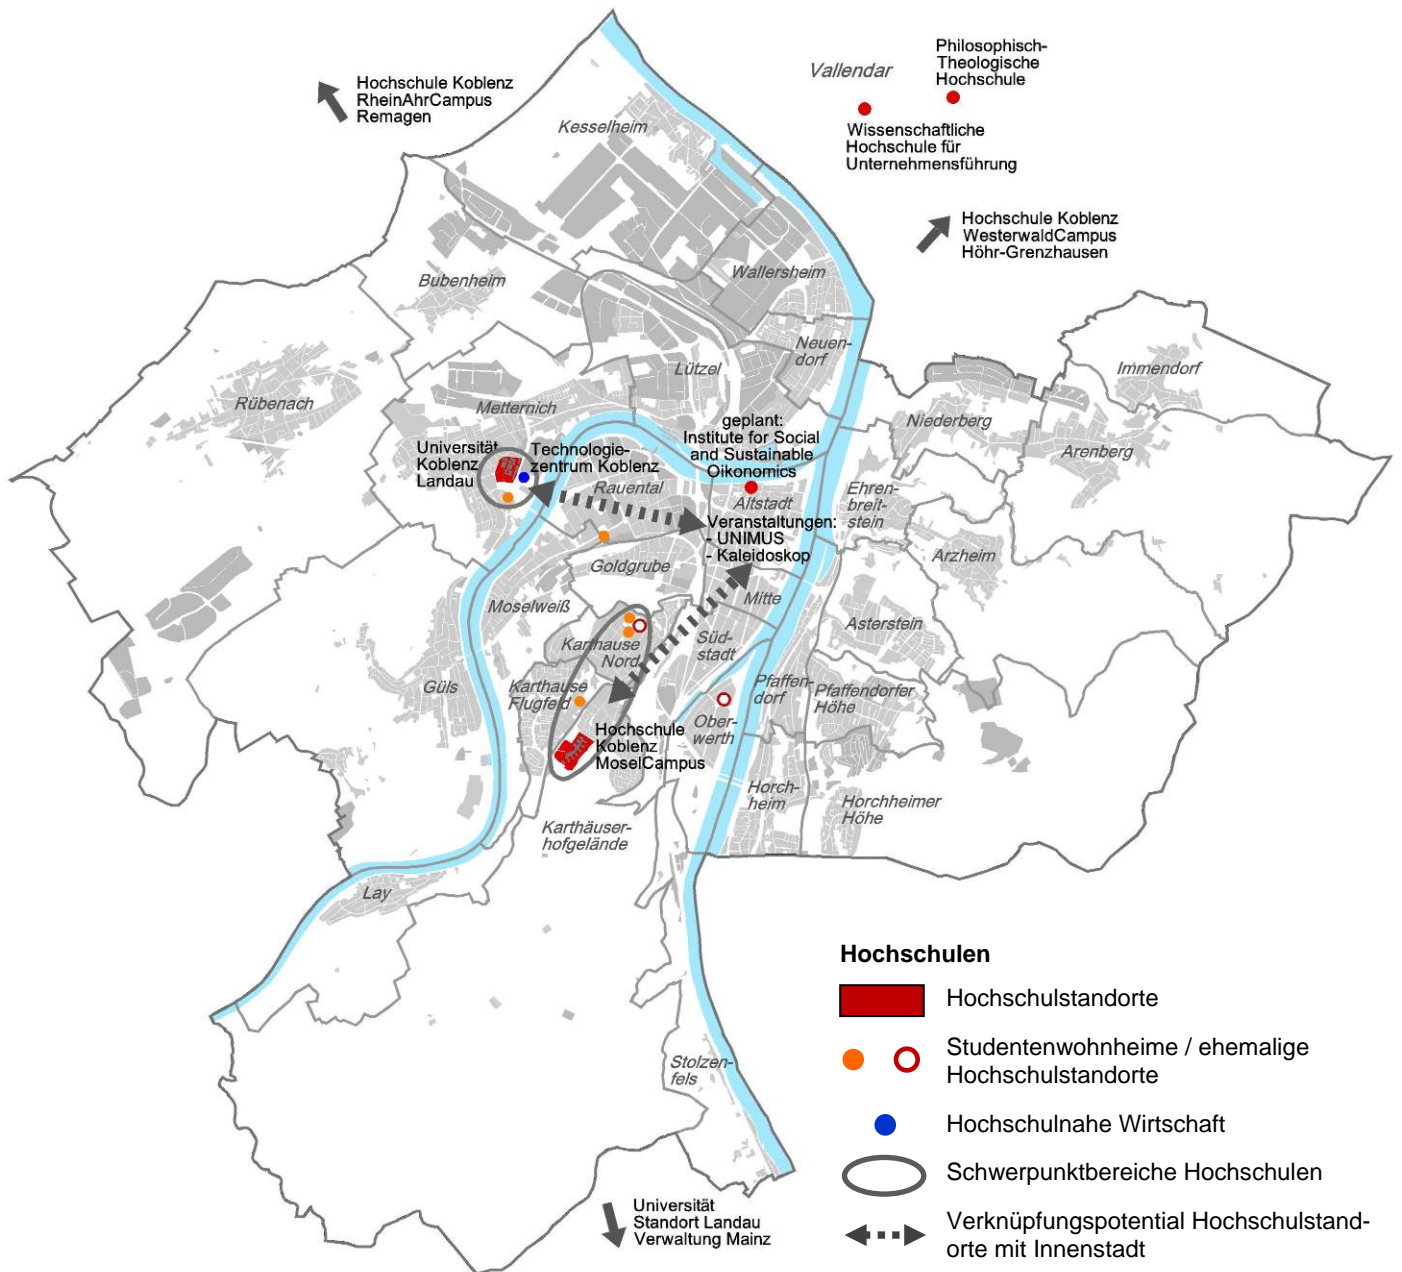 Philosophisch-
Theologische
Hochschule
Vallendar
Hochschule Koblenz
RheinAhrCampus
Remagen
Wissenschaftliche
Hochschule für
Unternehmensführung
Kesselheim
Hochschule Koblenz
WesterwaldCampus
Höhr-Grenzhausen
Wallersheim
Bubenheim
Neuen-
dorf
Lützel
Immendorf
Rübenach
Metternich
Niederberg
Arenberg
geplant:
Institute for Social
and Sustainable
Oikonomics
Universität
Koblenz
Landau
Technologie-
zentrum Koblenz
Rauental
Altstadt
Ehren-
breit-
stein
Veranstaltungen:
- UNIMUS
- Kaleidoskop
Arzheim
Goldgrube
Moselweiß
Mitte
Asterstein
Karthause
Nord
Süd-
stadt
Güls
Karthause
Flugfeld
Pfaffen-
dorf
Pfaffendorfer
Höhe
Ober-
werth
Hochschule
Koblenz
MoselCampus
Horch-
heim
Horchheimer
Höhe
Karthäuser-
hofgelände
Lay
Stolzen-
fels
Universität
Standort Landau
Verwaltung Mainz
Hochschulen
Hochschulstandorte
Studentenwohnheime / ehemalige
Hochschulstandorte
Hochschulnahe Wirtschaft
Schwerpunktbereiche Hochschulen
Verknüpfungspotential Hochschulstand-
orte mit Innenstadt